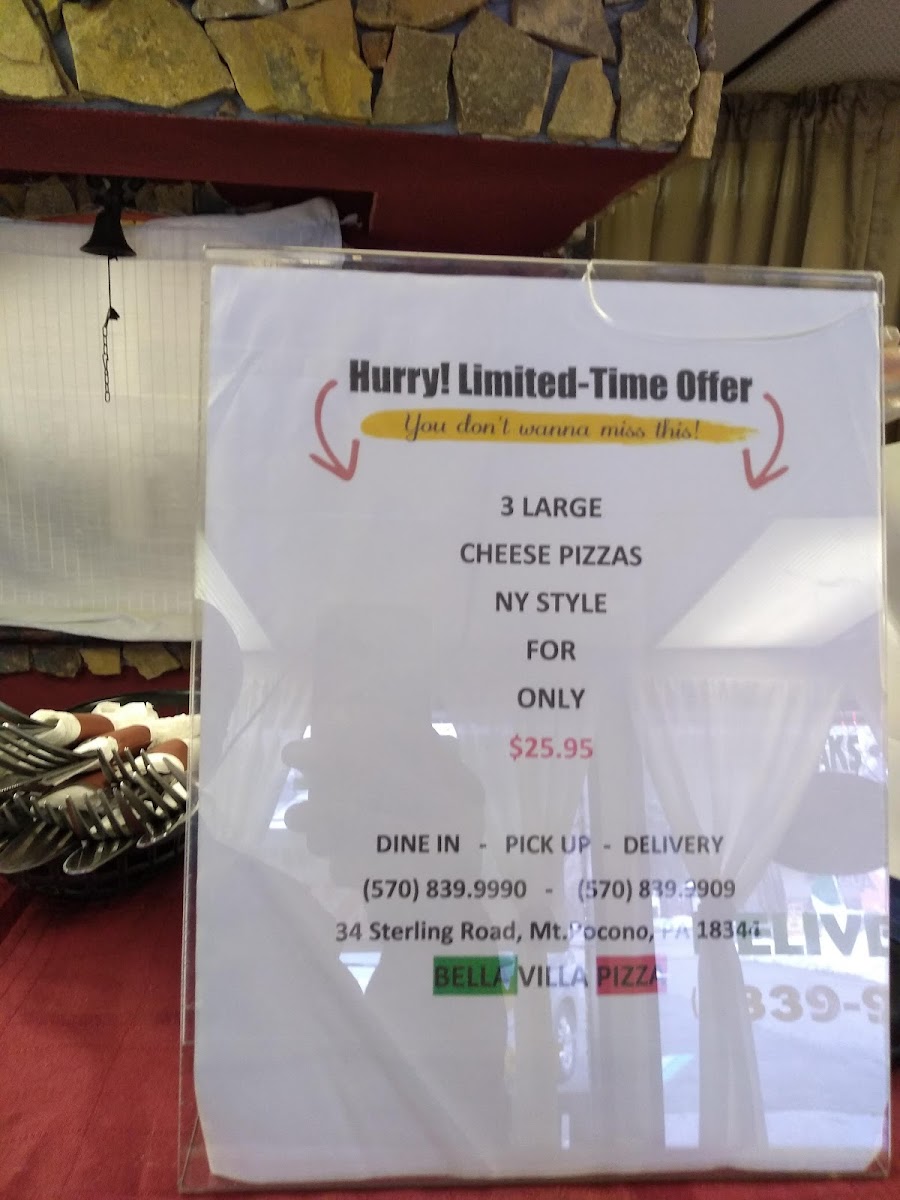 Hurry! Limited-Time Offer
You don't wanna miss this!
3 LARGE
CHEESE PIZZAS
NY STYLE
FOR
ONLY
$25.95
DINE IN - PICK UP - DELIVERY
(570) 839.9990 - (570) 839.9909
34 Sterling Road, Mt.Pocono, PA 18344
BELLA VILLA PIZZA